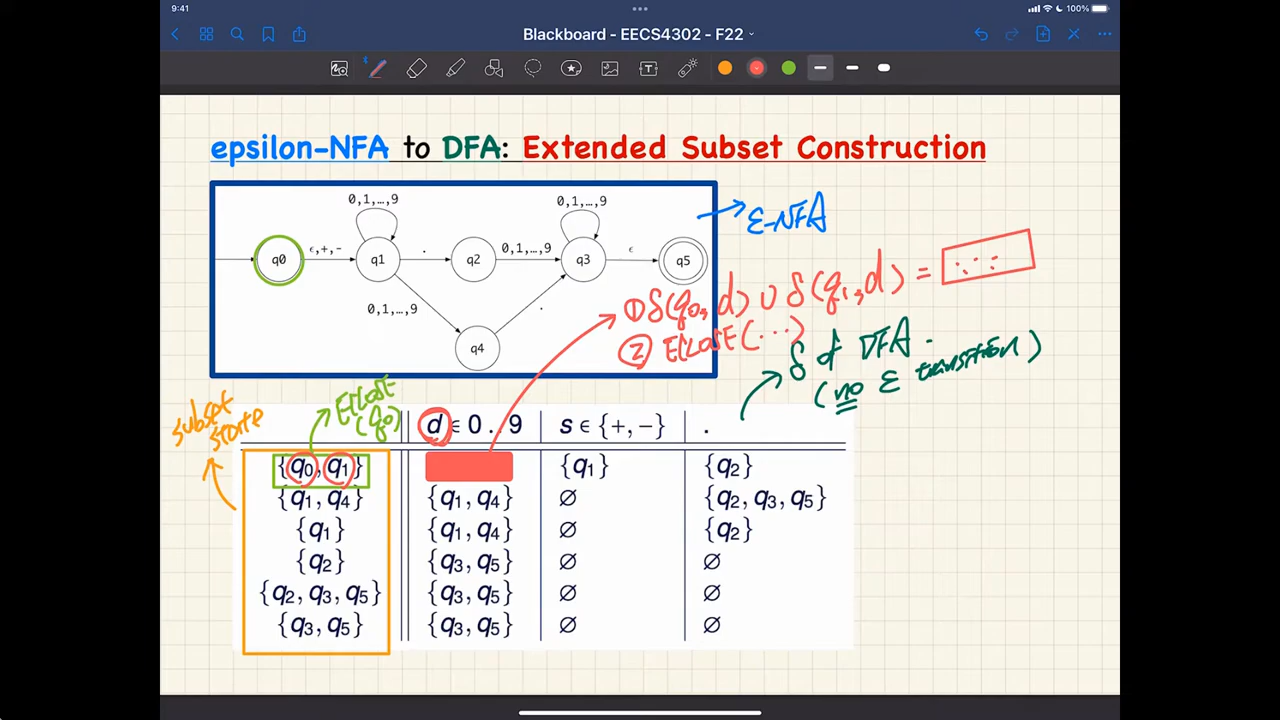 9:41
100%
Blackboard - EECS4302 - F22
epsilon-NFA to DFA: Extended Subset Construction
0,1,…,9
0,1,…,9
q0 ϵ,+,- q1 . q2 0,1,…,9 q3 ϵ q5
0,1,…,9
.
q4
ε-NFA
① δ(q0, d) ∪ δ(q1, d) = ...
② ECLOSE(...)
δ of DFA.
(no ε transition)
subset
state
ECLOSE
(q0)
d ∈ 0 .. 9 s ∈ {+, −} .
{q0, q1} {q1} {q2}
{q1, q4} {q1, q4} ∅ {q2, q3, q5}
{q1} {q1, q4} ∅ {q2}
{q2} {q3, q5} ∅ ∅
{q2, q3, q5} {q3, q5} ∅ ∅
{q3, q5} {q3, q5} ∅ ∅